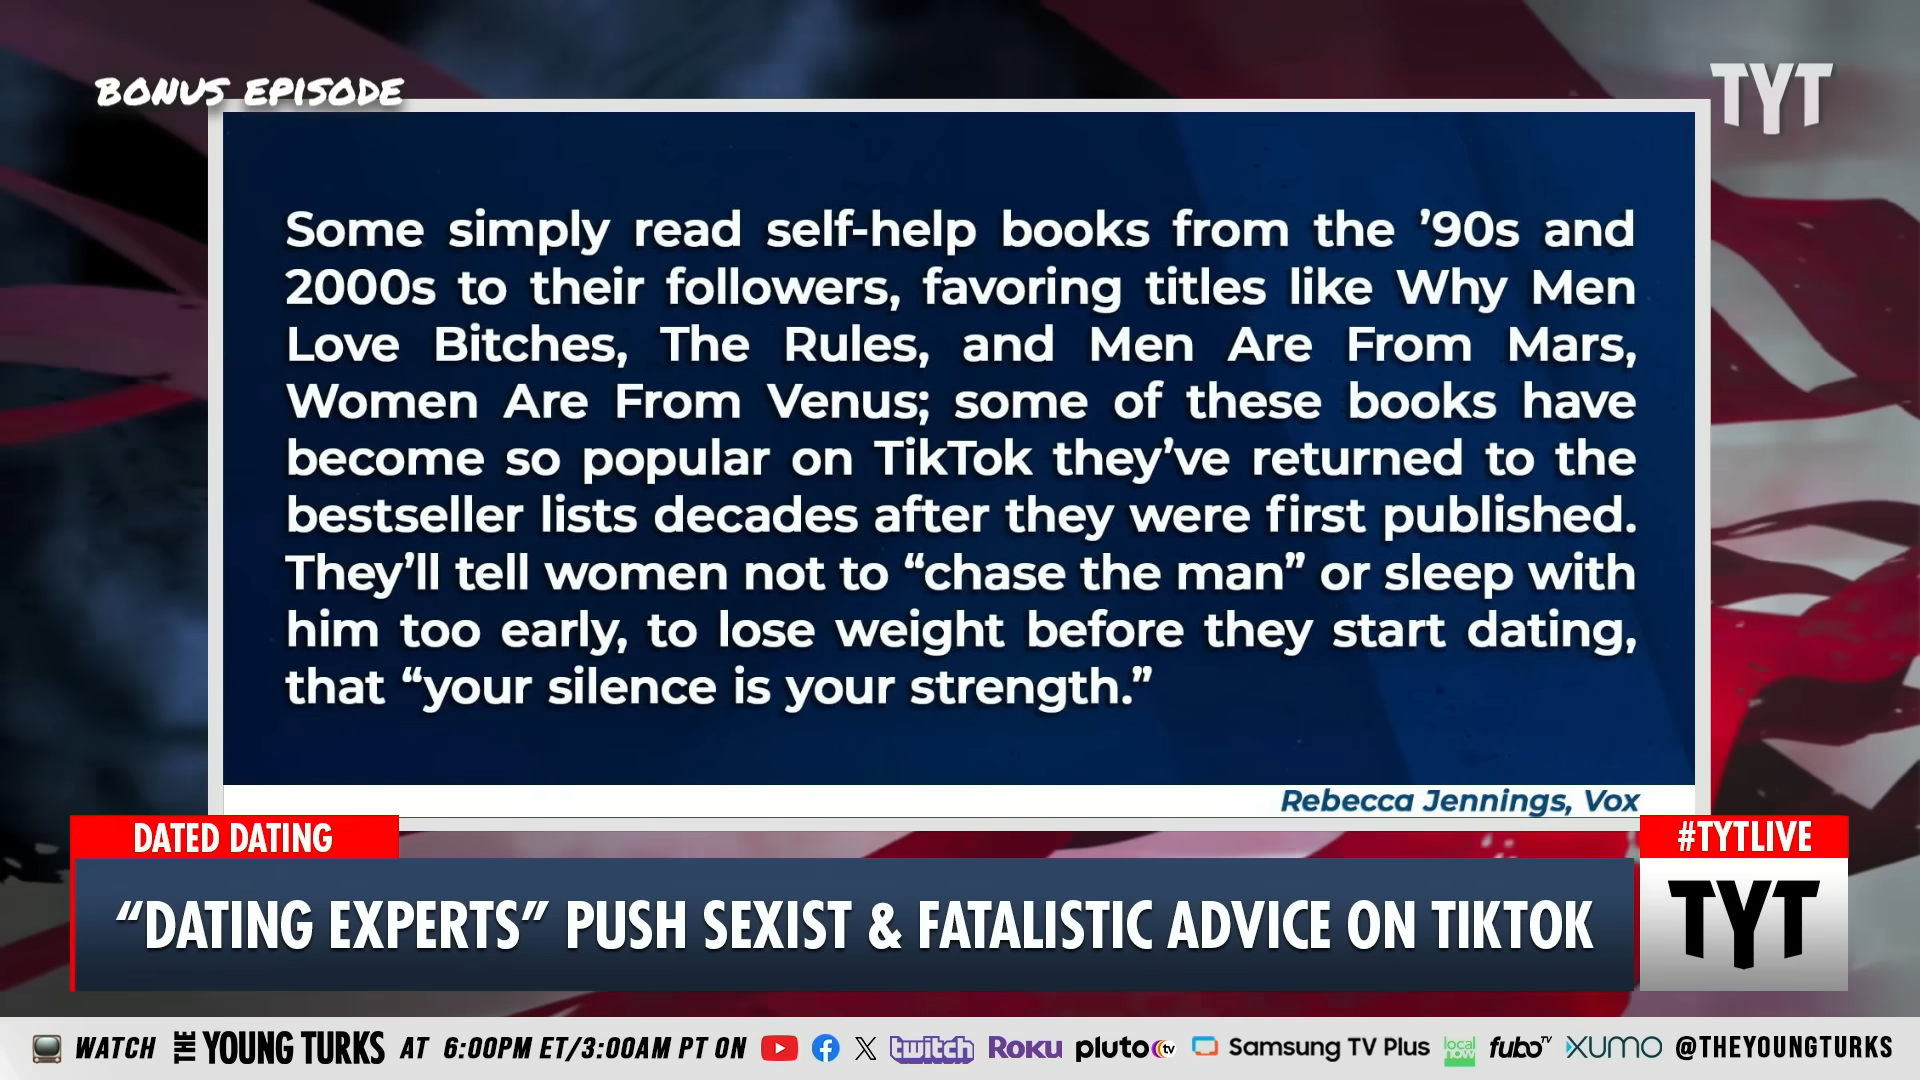 BONUS EPISODE
TYT
Some simply read self-help books from the ’90s and
2000s to their followers, favoring titles like Why Men
Love Bitches, The Rules, and Men Are From Mars,
Women Are From Venus; some of these books have
become so popular on TikTok they’ve returned to the
bestseller lists decades after they were first published.
They’ll tell women not to “chase the man” or sleep with
him too early, to lose weight before they start dating,
that “your silence is your strength.”
Rebecca Jennings, Vox
DATED DATING
#TYTLIVE
“DATING EXPERTS” PUSH SEXIST & FATALISTIC ADVICE ON TIKTOK
TYT
WATCH THE YOUNG TURKS AT 6:00PM ET/3:00AM PT ON twitch ROKU pluto tv Samsung TV Plus local now fubo TV XUMO @THEYOUNGTURKS